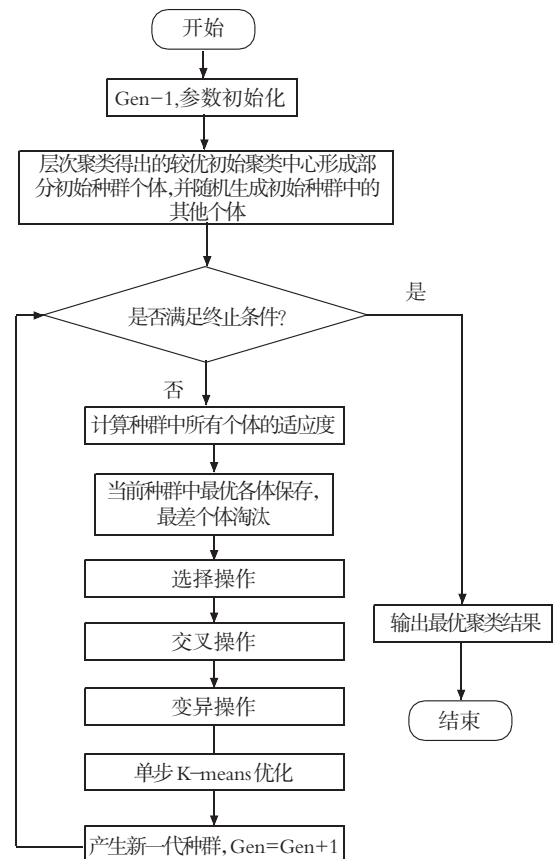 开始
Gen-1,参数初始化
层次聚类得出的较优初始聚类中心形成部
分初始种群个体,并随机生成初始种群中的
其他个体
是否满足终止条件?
是
否
计算种群中所有个体的适应度
当前种群中最优各体保存,
最差个体淘汰
选择操作
交叉操作
变异操作
单步 K-means 优化
产生新一代种群, Gen=Gen+1
输出最优聚类结果
结束